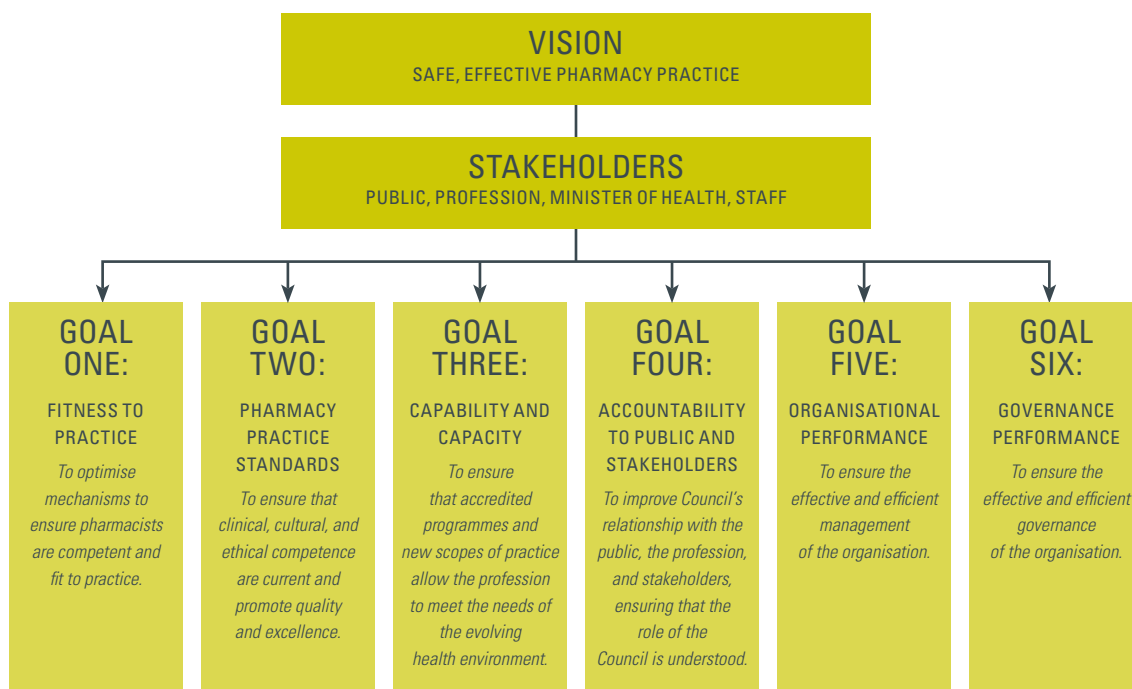 VISION
SAFE, EFFECTIVE PHARMACY PRACTICE
STAKEHOLDERS
PUBLIC, PROFESSION, MINISTER OF HEALTH, STAFF
GOAL
ONE:
FITNESS TO
PRACTICE
To optimise
mechanisms to
ensure pharmacists
are competent and
fit to practice.
GOAL
TWO:
PHARMACY
PRACTICE
STANDARDS
To ensure that
clinical, cultural, and
ethical competence
are current and
promote quality
and excellence.
GOAL
THREE:
CAPABILITY AND
CAPACITY
To ensure
that accredited
programmes and
new scopes of practice
allow the profession
to meet the needs of
the evolving
health environment.
GOAL
FOUR:
ACCOUNTABILITY
TO PUBLIC AND
STAKEHOLDERS
To improve Council's
relationship with the
public, the profession,
and stakeholders,
ensuring that the
role of the
Council is understood.
GOAL
FIVE:
ORGANISATIONAL
PERFORMANCE
To ensure the
effective and efficient
management
of the organisation.
GOAL
SIX:
GOVERNANCE
PERFORMANCE
To ensure the
effective and efficient
governance
of the organisation.